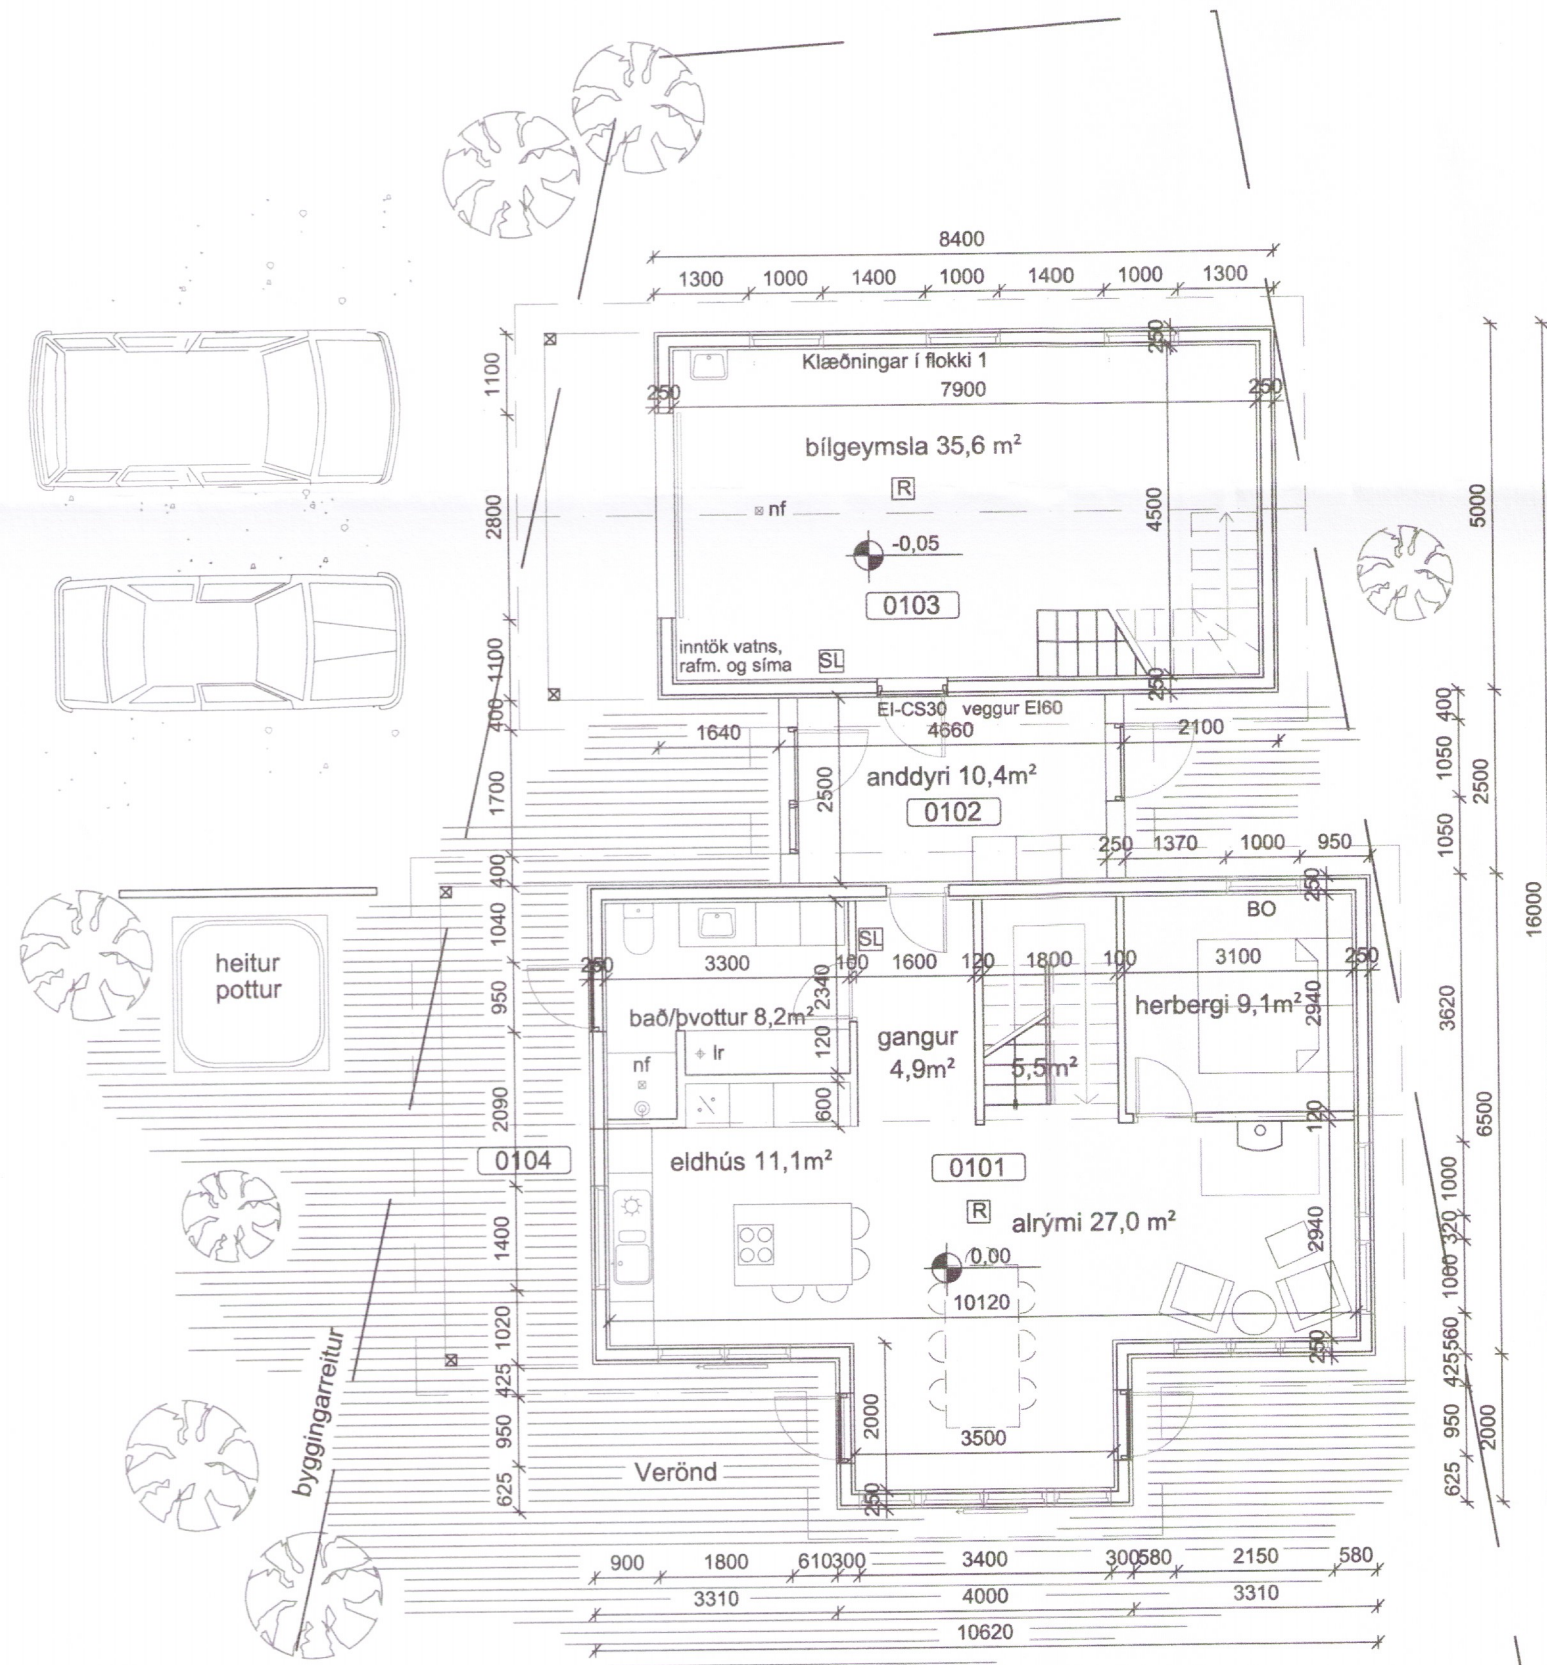 8400
1300 1000 1400 1000 1400 1000 1300
250
Klæðningar í flokki 1
250 7900 250
1100
bílgeymsla 35,6 m²
R
nf
2800
4500
5000
-0,05
0103
inntök vatns,
rafm. og síma
SL
1100
250
400
EI-CS30 veggur EI60
400
1640 4660 2100
1050
anddyri 10,4m²
0102
1700
2500
2500
1050
250 1370 1000 950
16000
400
250
BO
1040
SL
heitur
pottur
250 3300 180 1600 120 1800 100 3100 250
950
2340
2940
bað/þvottur 8,2m²
herbergi 9,1m²
3620
gangur
4,9m²
5,5m²
120
lr
nf
600
120
2090
6500
0104
eldhús 11,1m²
0101
1000
R
alrými 27,0 m²
320
1400
2940
0,00
1000
10120
1020
560
250
byggingarreitur
425
425
2000
950
3500
950
2000
Verönd
625
250
625
900 1800 610 300 3400 300 580 2150 580
3310 4000 3310
10620